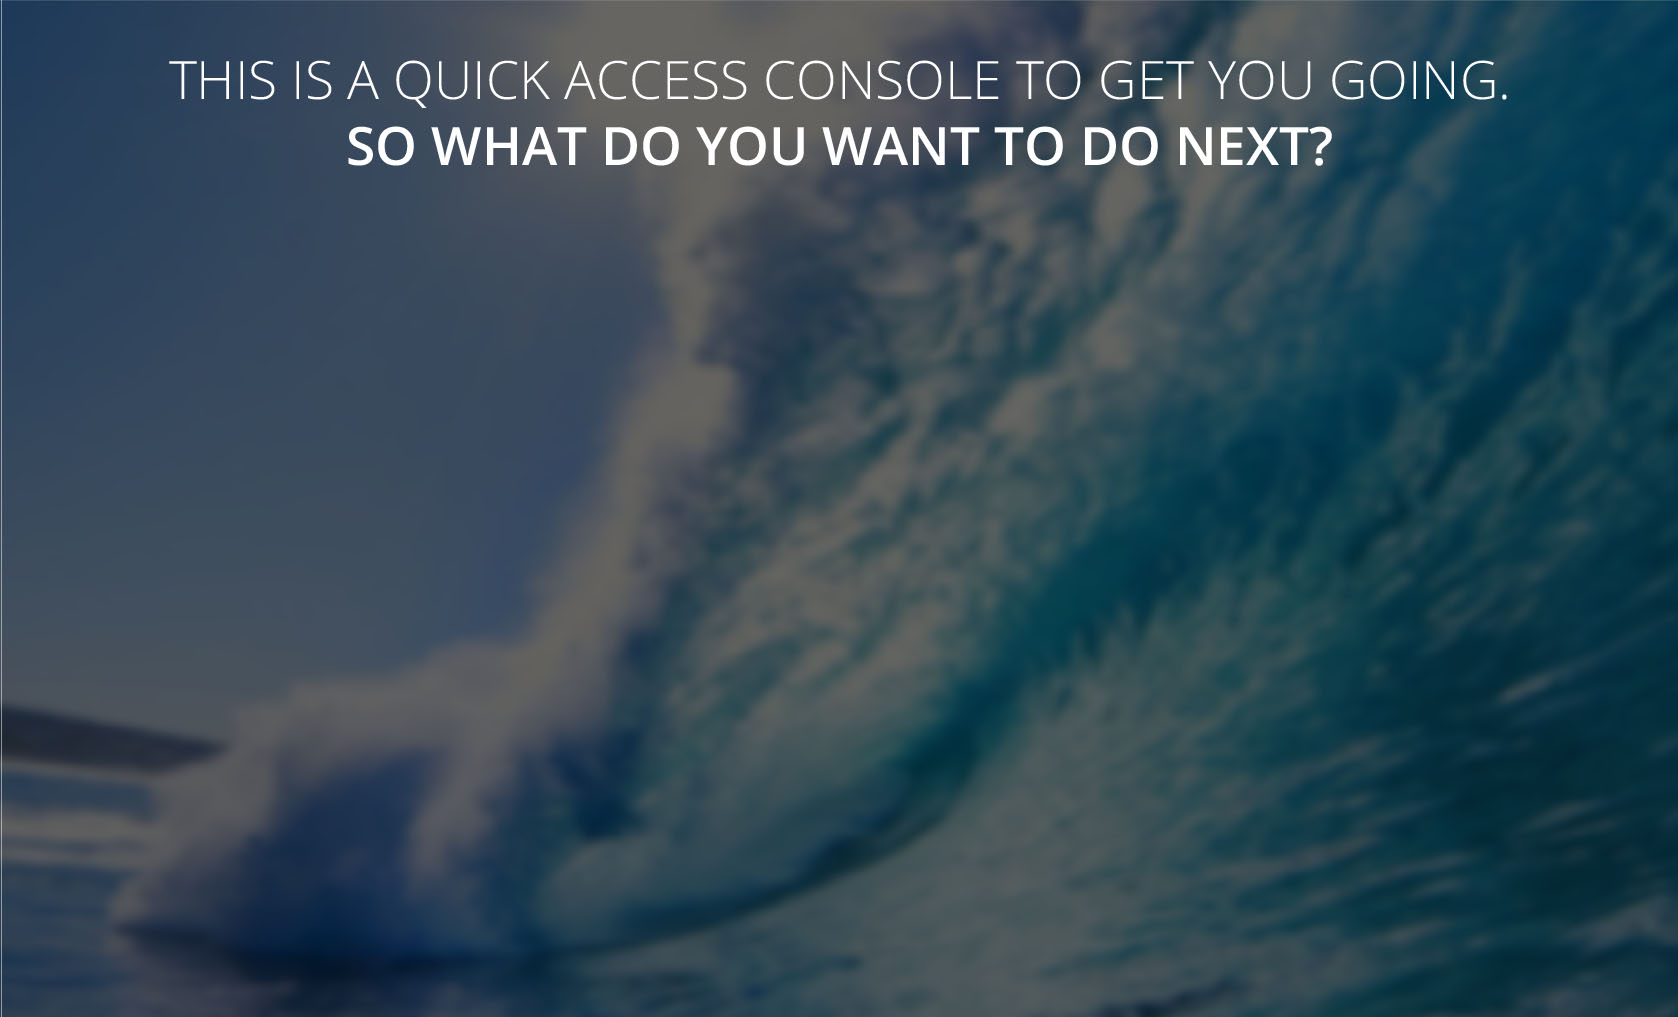 THIS IS A QUICK ACCESS CONSOLE TO GET YOU GOING.
SO WHAT DO YOU WANT TO DO NEXT?